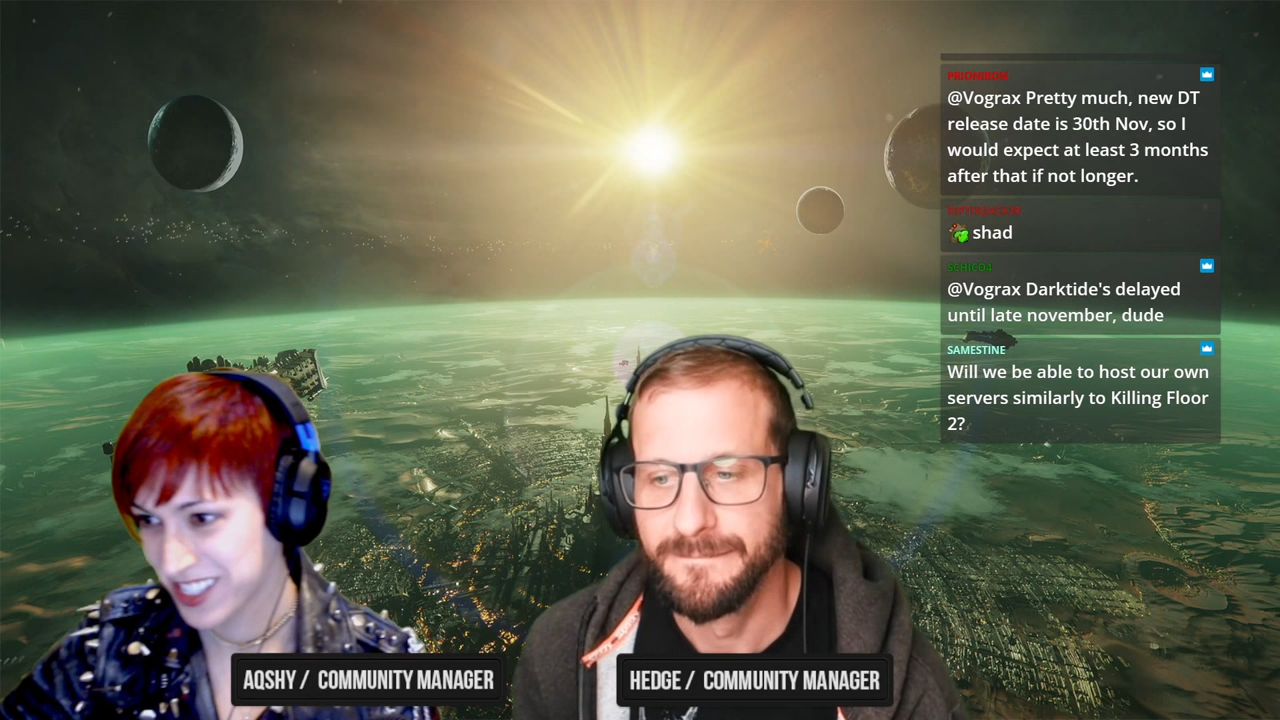 @Vograx Pretty much, new DT
release date is 30th Nov, so I
would expect at least 3 months
after that if not longer.
shad
SCHICO4
@Vograx Darktide's delayed
until late november, dude
SAMESTINE
Will we be able to host our own
servers similarly to Killing Floor
2?
AQSHY / COMMUNITY MANAGER
HEDGE / COMMUNITY MANAGER